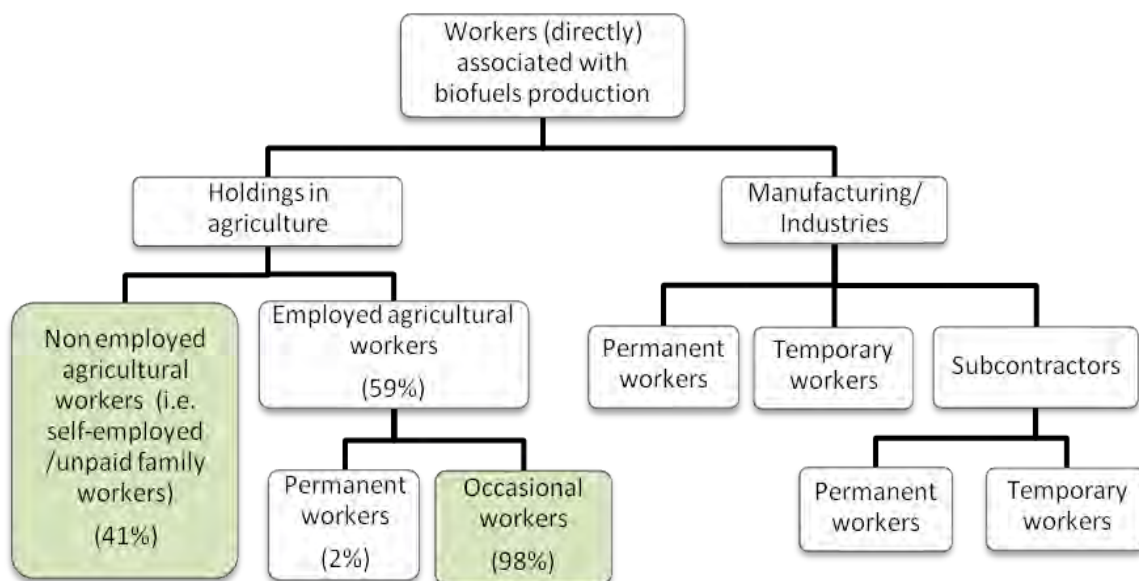 Workers (directly)
associated with
biofuels production
Holdings in
agriculture
Manufacturing/
Industries
Non employed
agricultural
workers (i.e.
self-employed
/unpaid family
workers)
(41%)
Employed agricultural
workers
(59%)
Permanent
workers
(2%)
Occasional
workers
(98%)
Permanent
workers
Temporary
workers
Subcontractors
Permanent
workers
Temporary
workers